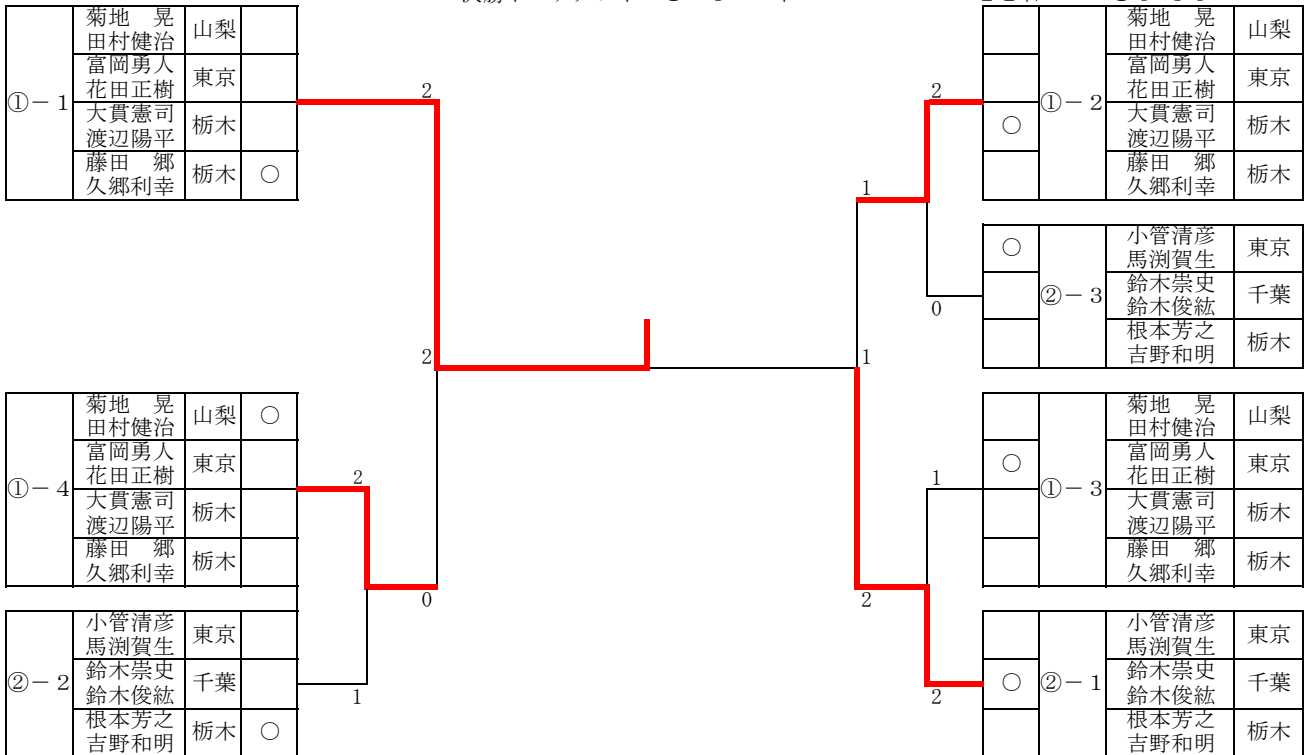 ①-1
菊地　晃
田村健治
山梨
富岡勇人
花田正樹
東京
大貫憲司
渡辺陽平
栃木
藤田　郷
久郷利幸
栃木
○
2
2
①-4
菊地　晃
田村健治
山梨
○
富岡勇人
花田正樹
東京
大貫憲司
渡辺陽平
栃木
藤田　郷
久郷利幸
栃木
2
0
②-2
小管清彦
馬渕賀生
東京
鈴木崇史
鈴木俊紘
千葉
根本芳之
吉野和明
栃木
○
1
①-2
菊地　晃
田村健治
山梨
富岡勇人
花田正樹
東京
○
大貫憲司
渡辺陽平
栃木
藤田　郷
久郷利幸
栃木
2
1
②-3
○
小管清彦
馬渕賀生
東京
鈴木崇史
鈴木俊紘
千葉
根本芳之
吉野和明
栃木
0
1
①-3
菊地　晃
田村健治
山梨
○
富岡勇人
花田正樹
東京
大貫憲司
渡辺陽平
栃木
藤田　郷
久郷利幸
栃木
1
2
②-1
小管清彦
馬渕賀生
東京
○
鈴木崇史
鈴木俊紘
千葉
根本芳之
吉野和明
栃木
2